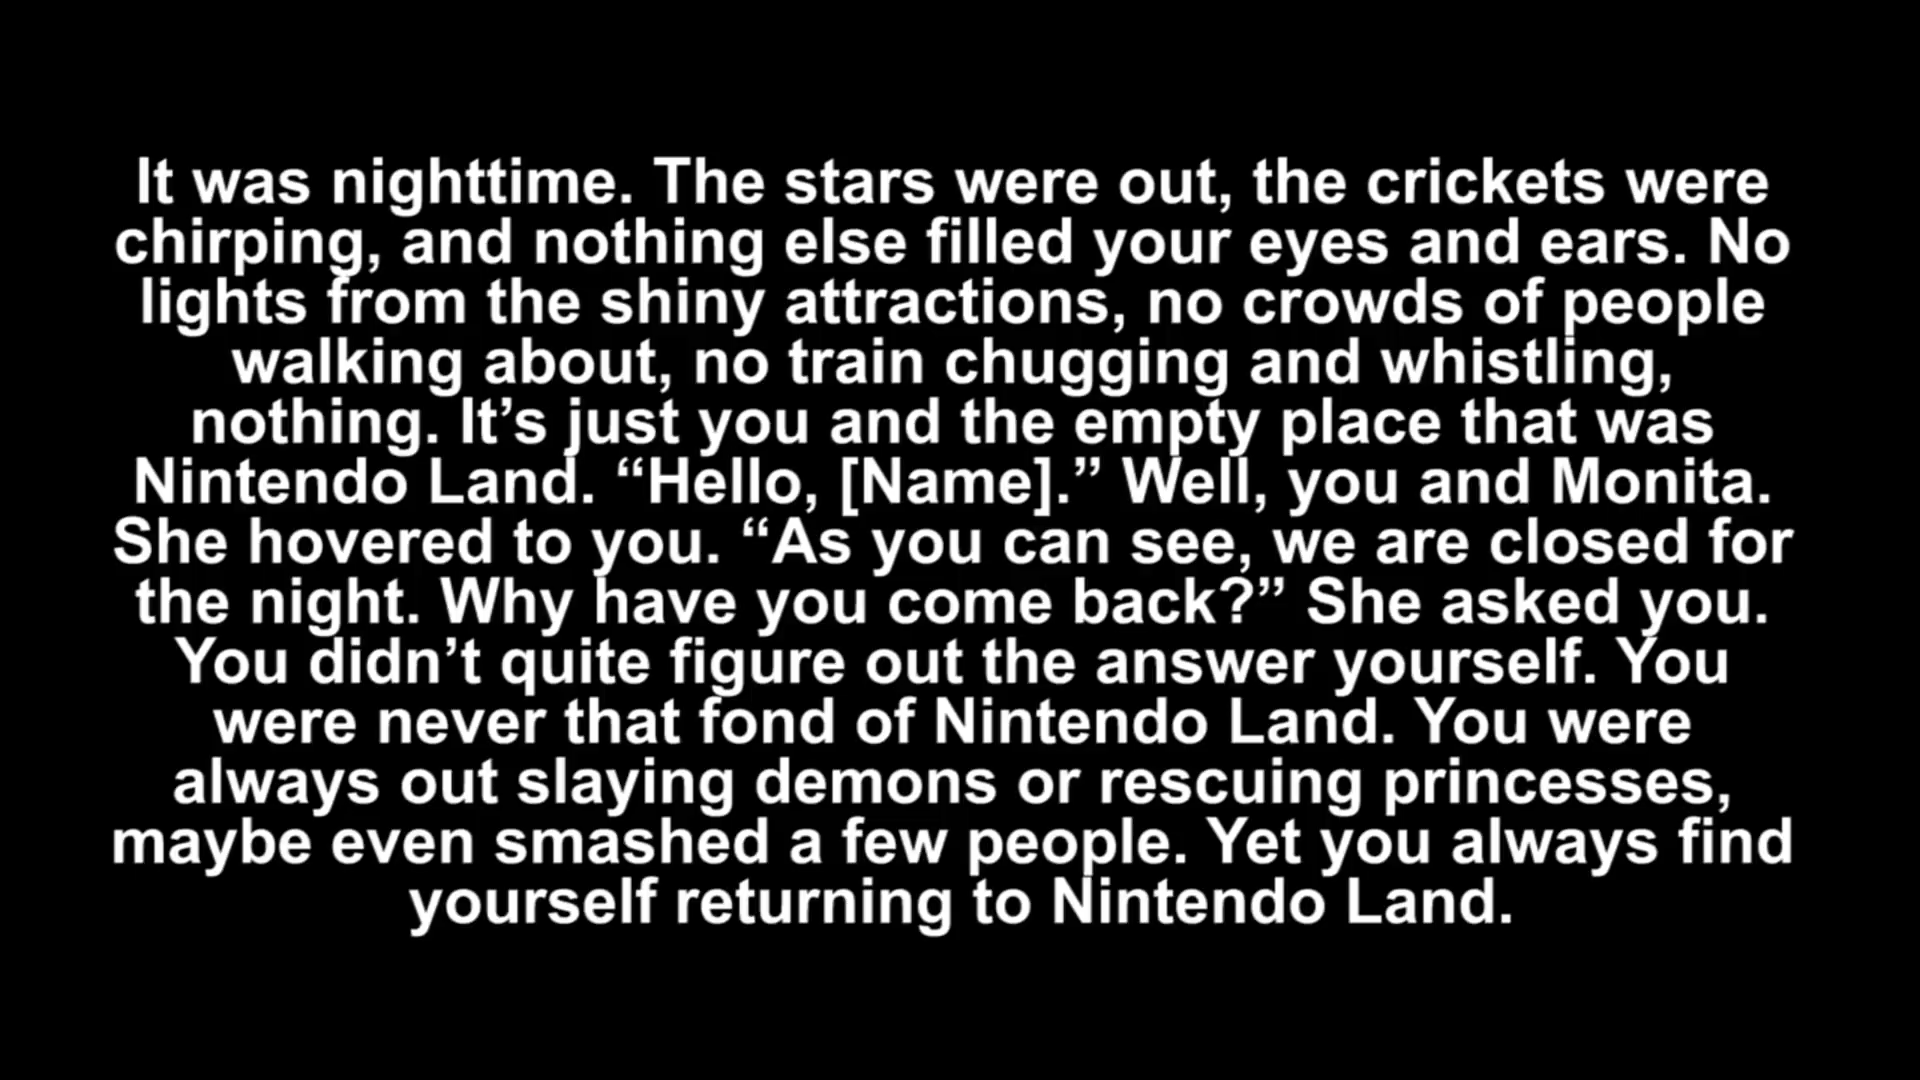 It was nighttime. The stars were out, the crickets were
chirping, and nothing else filled your eyes and ears. No
lights from the shiny attractions, no crowds of people
walking about, no train chugging and whistling,
nothing. It’s just you and the empty place that was
Nintendo Land. “Hello, [Name].” Well, you and Monita.
She hovered to you. “As you can see, we are closed for
the night. Why have you come back?” She asked you.
You didn’t quite figure out the answer yourself. You
were never that fond of Nintendo Land. You were
always out slaying demons or rescuing princesses,
maybe even smashed a few people. Yet you always find
yourself returning to Nintendo Land.